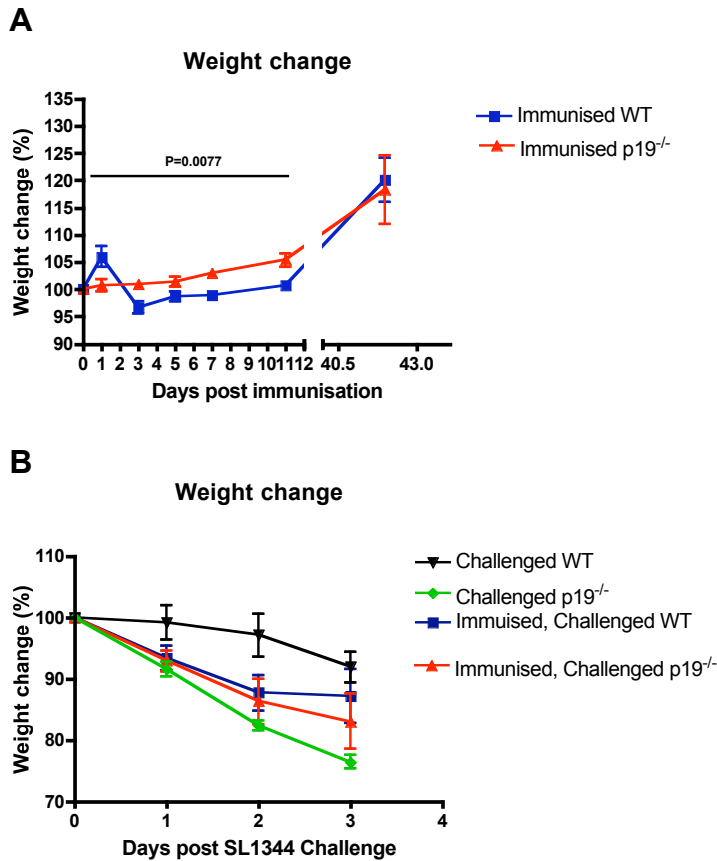 A
Weight change
Weight change (%)
135
130
125
120
115
110
105
100
95
90
P=0.0077
0 1 2 3 4 5 6 7 8 9 10 11 12 40.5 43.0
Days post immunisation
Immunised WT
Immunised p19-/-
B
Weight change
Weight change (%)
110
100
90
80
70
0 1 2 3 4
Days post SL1344 Challenge
Challenged WT
Challenged p19-/-
Immuised, Challenged WT
Immunised, Challenged p19-/-